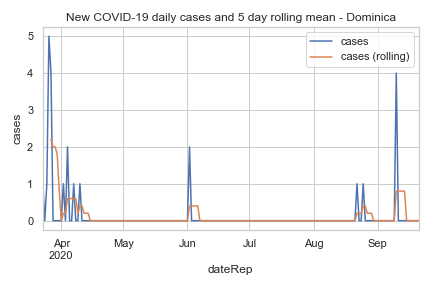 New COVID-19 daily cases and 5 day rolling mean - Dominica
cases
cases (rolling)
5
4
3
2
1
0
cases
Apr
2020
May
Jun
Jul
Aug
Sep
dateRep